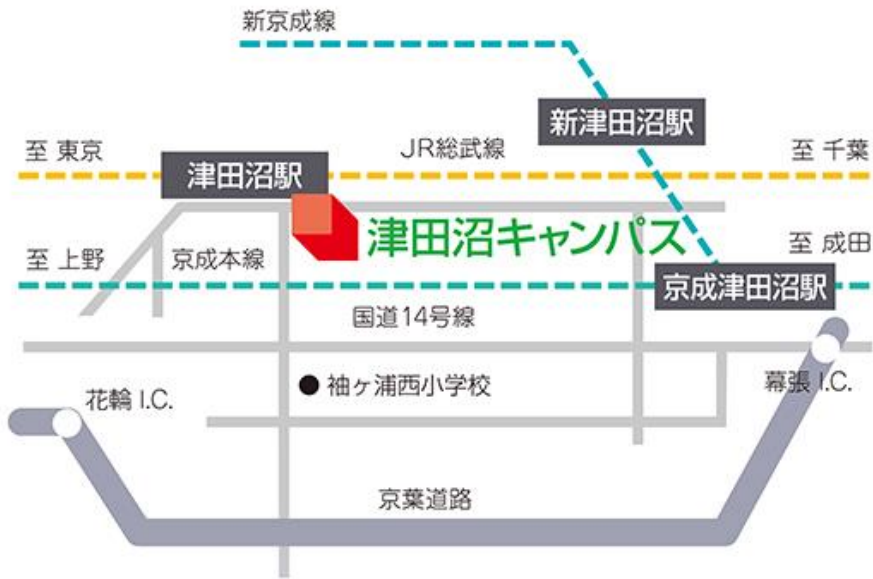 新京成線
新津田沼駅
至 東京
津田沼駅
JR総武線
至 千葉
津田沼キャンパス
至 上野
京成本線
至 成田
京成津田沼駅
国道14号線
袖ヶ浦西小学校
花輪 I.C.
幕張 I.C.
京葉道路